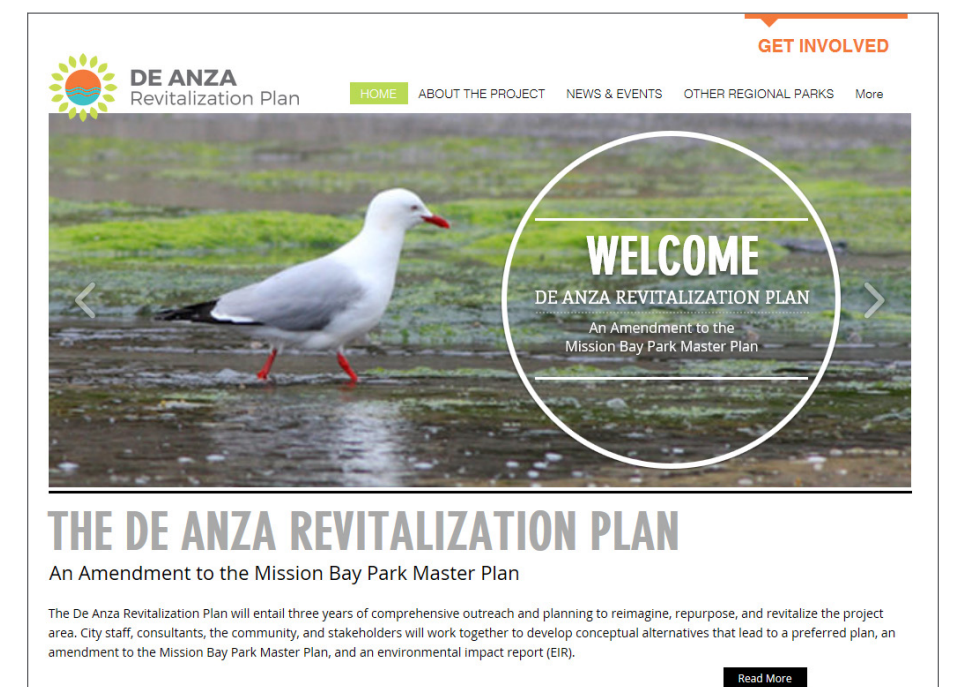 GET INVOLVED
DE ANZA
Revitalization Plan
HOME ABOUT THE PROJECT NEWS & EVENTS OTHER REGIONAL PARKS More
WELCOME
DE ANZA REVITALIZATION PLAN
An Amendment to the
Mission Bay Park Master Plan
THE DE ANZA REVITALIZATION PLAN
An Amendment to the Mission Bay Park Master Plan
The De Anza Revitalization Plan will entail three years of comprehensive outreach and planning to reimagine, repurpose, and revitalize the project
area. City staff, consultants, the community, and stakeholders will work together to develop conceptual alternatives that lead to a preferred plan, an
amendment to the Mission Bay Park Master Plan, and an environmental impact report (EIR).
Read More